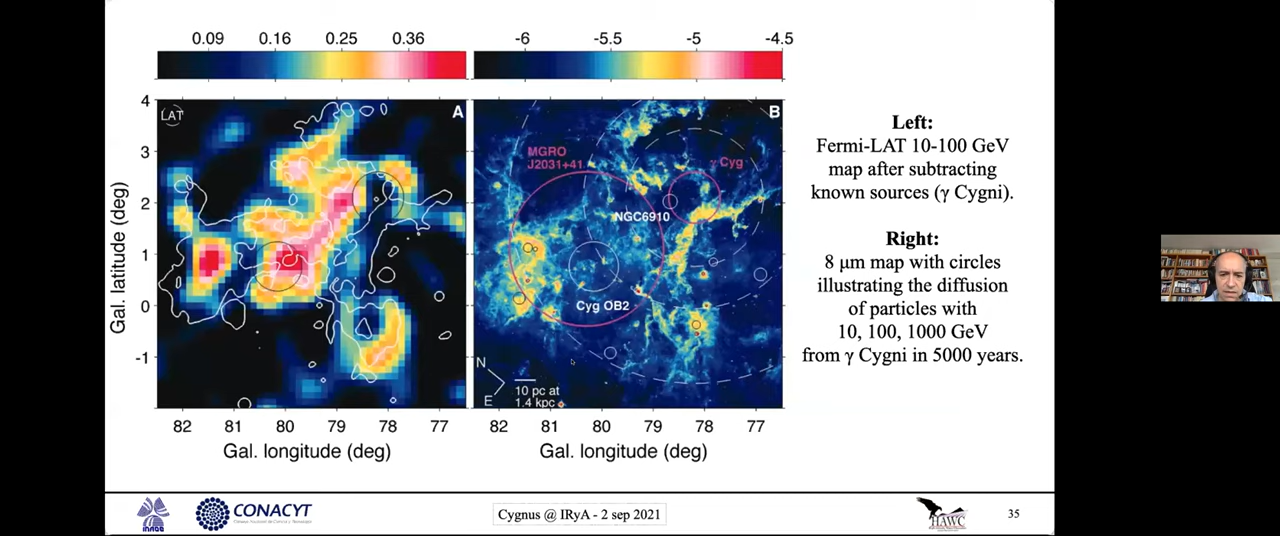 0.09 0.16 0.25 0.36
-6 -5.5 -5 -4.5
4
3
2
1
0
-1
Gal. latitude (deg)
LAT
A
82 81 80 79 78 77
Gal. longitude (deg)
B
MGRO
J2031+41
γ Cyg
NGC6910
Cyg OB2
N
E
10 pc at
1.4 kpc
82 81 80 79 78 77
Gal. longitude (deg)
Left:
Fermi-LAT 10-100 GeV
map after subtracting
known sources (γ Cygni).
Right:
8 μm map with circles
illustrating the diffusion
of particles with
10, 100, 1000 GeV
from γ Cygni in 5000 years.
CONACYT
Cygnus @ IRyA - 2 sep 2021
HAWC
35